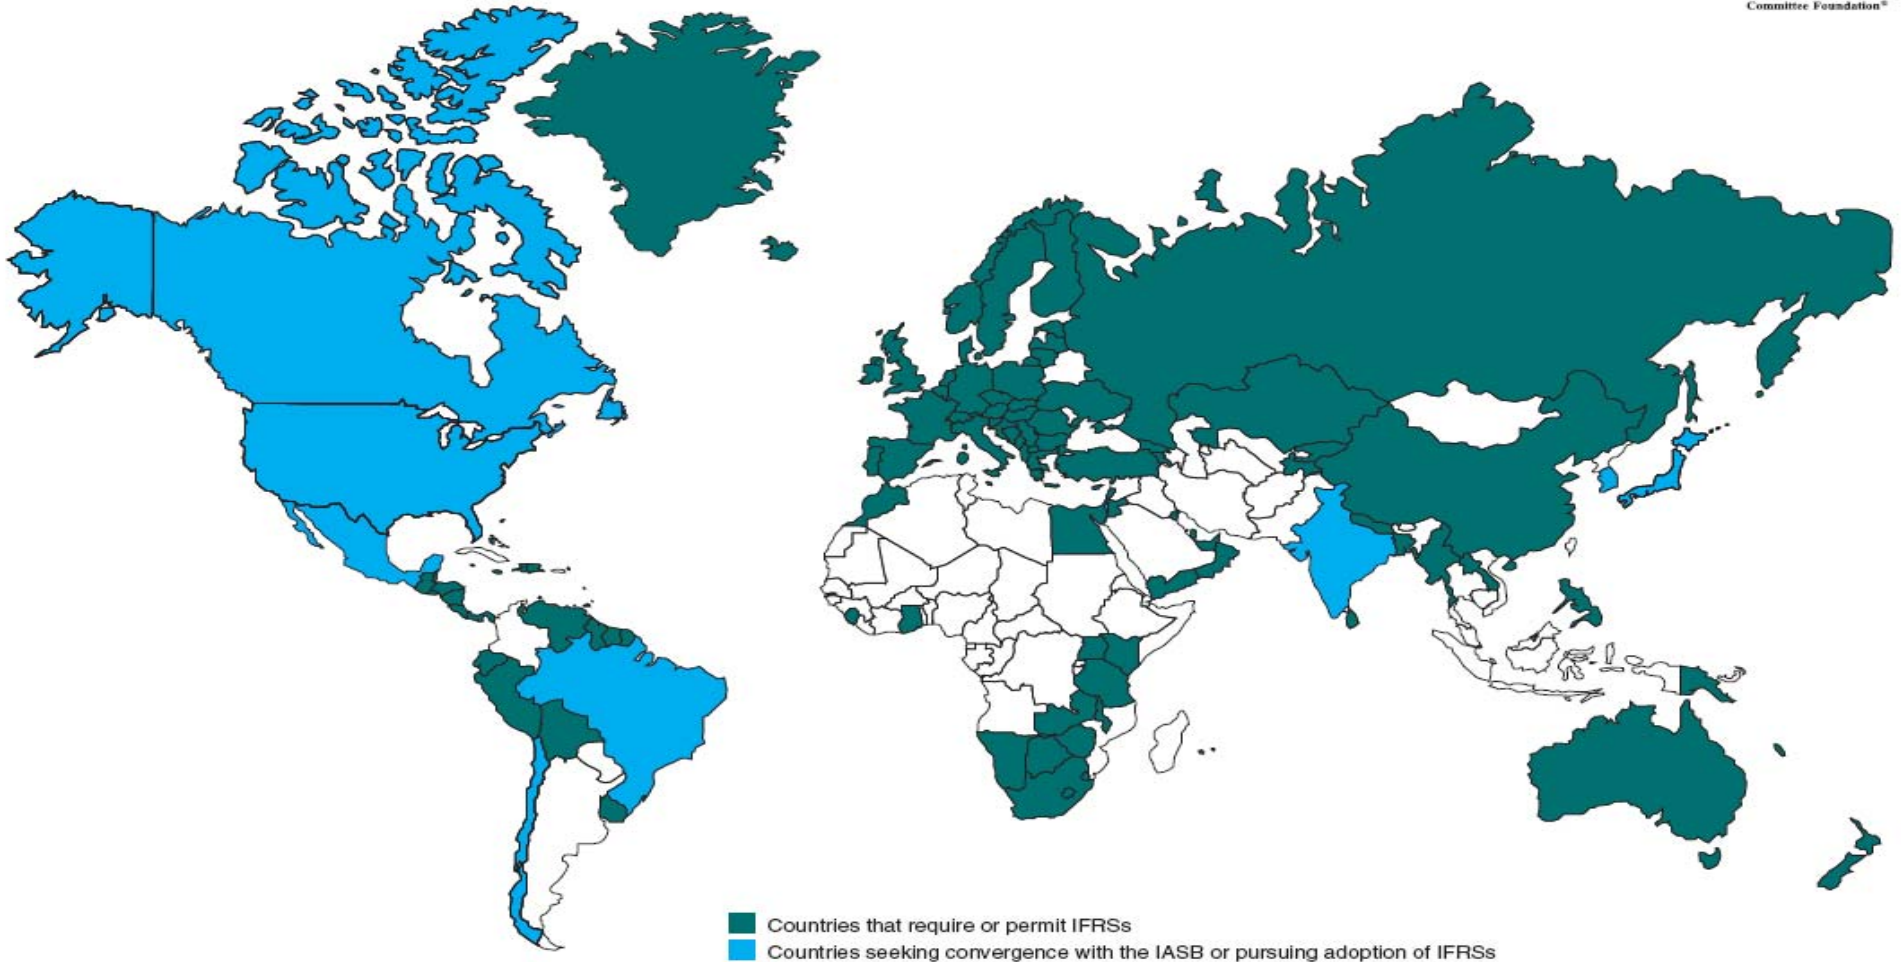 Committee Foundation®
Countries that require or permit IFRSs
Countries seeking convergence with the IASB or pursuing adoption of IFRSs